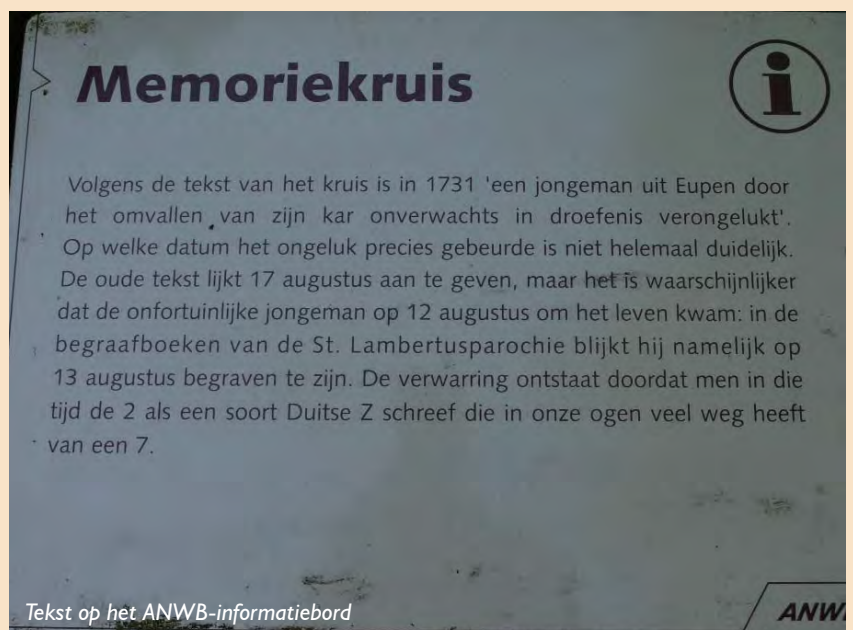 Memoriekruis
Volgens de tekst van het kruis is in 1731 'een jongeman uit Eupen door
het omvallen van zijn kar onverwachts in droefenis verongelukt'.
Op welke datum het ongeluk precies gebeurde is niet helemaal duidelijk.
De oude tekst lijkt 17 augustus aan te geven, maar het is waarschijnlijker
dat de onfortuinlijke jongeman op 12 augustus om het leven kwam: in de
begraafboeken van de St. Lambertusparochie blijkt hij namelijk op
13 augustus begraven te zijn. De verwarring ontstaat doordat men in die
tijd de 2 als een soort Duitse Z schreef die in onze ogen veel weg heeft
van een 7.
Tekst op het ANWB-informatiebord
ANW